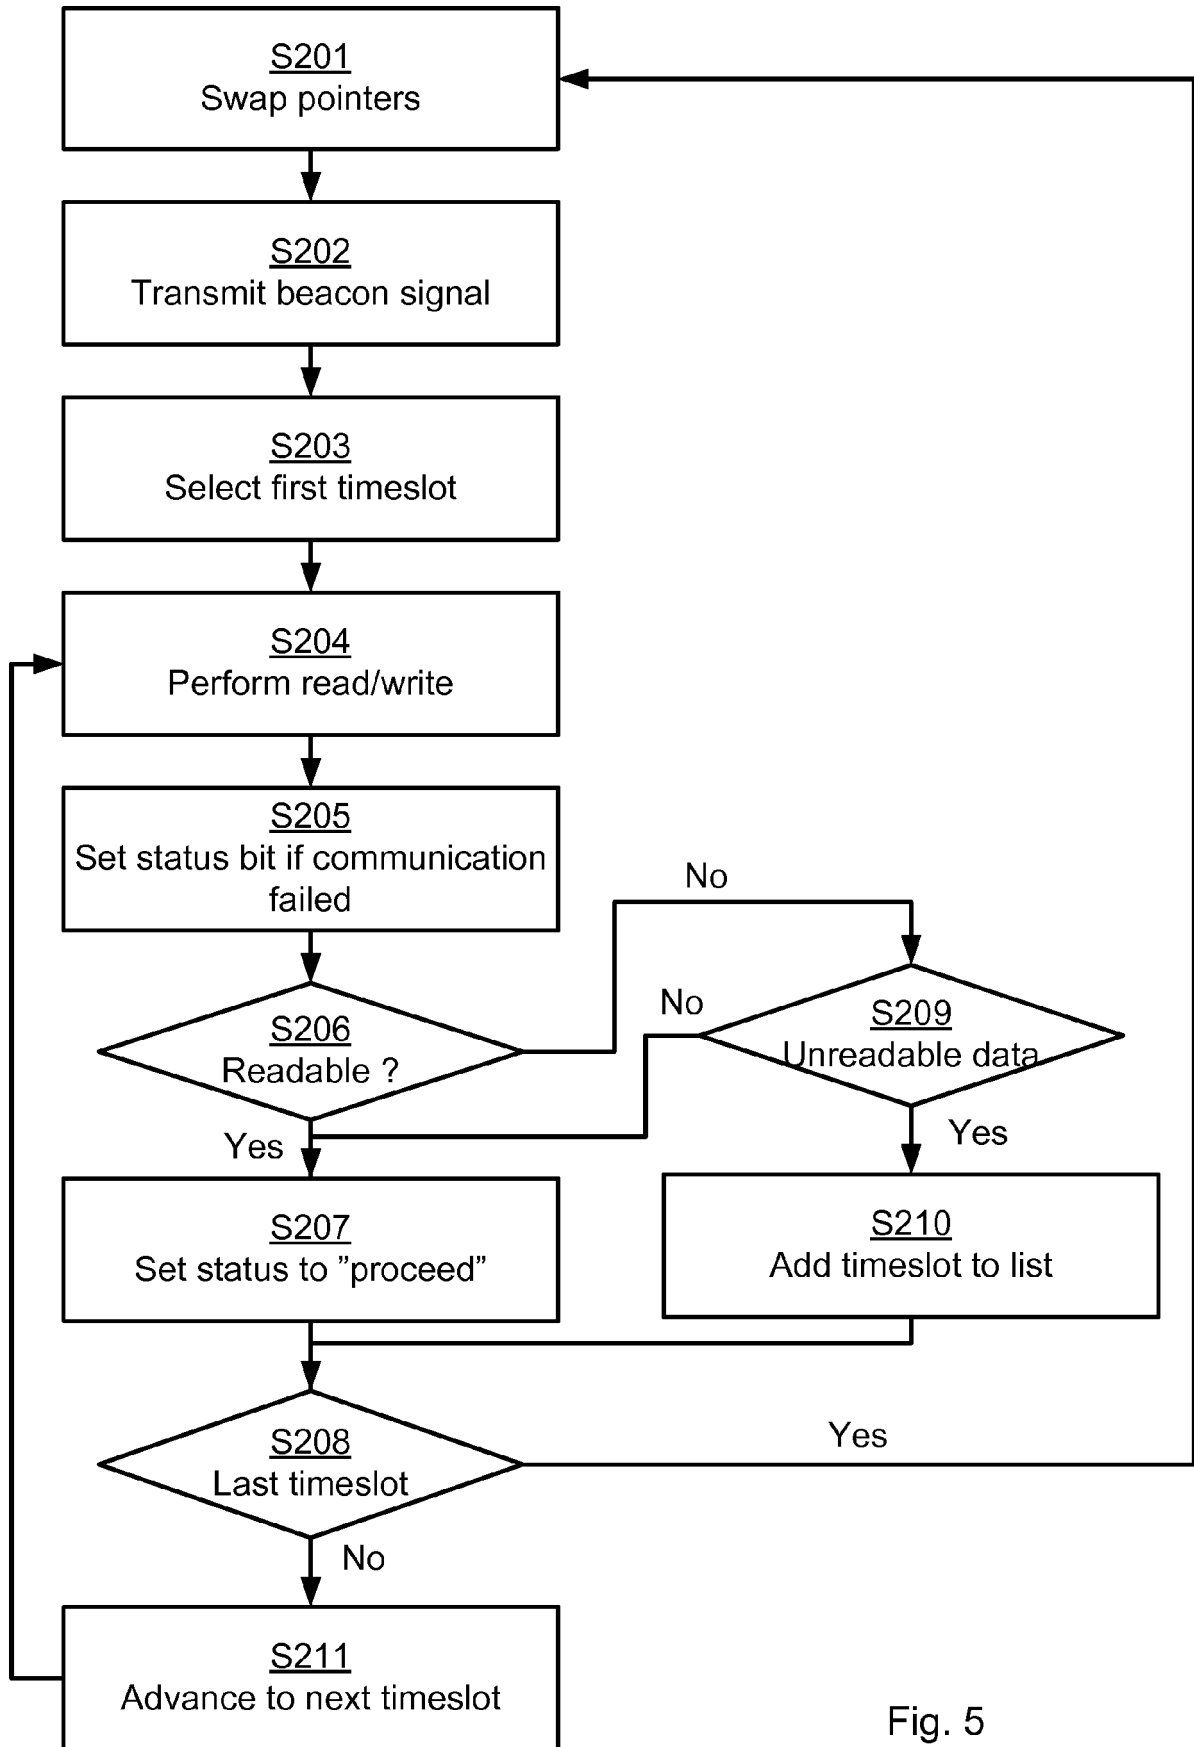 S201
Swap pointers
S202
Transmit beacon signal
S203
Select first timeslot
S204
Perform read/write
S205
Set status bit if communication
failed
No
S206
Readable ?
No
S209
Unreadable data
Yes
Yes
S207
Set status to ”proceed”
S210
Add timeslot to list
S208
Last timeslot
Yes
No
S211
Advance to next timeslot
Fig. 5